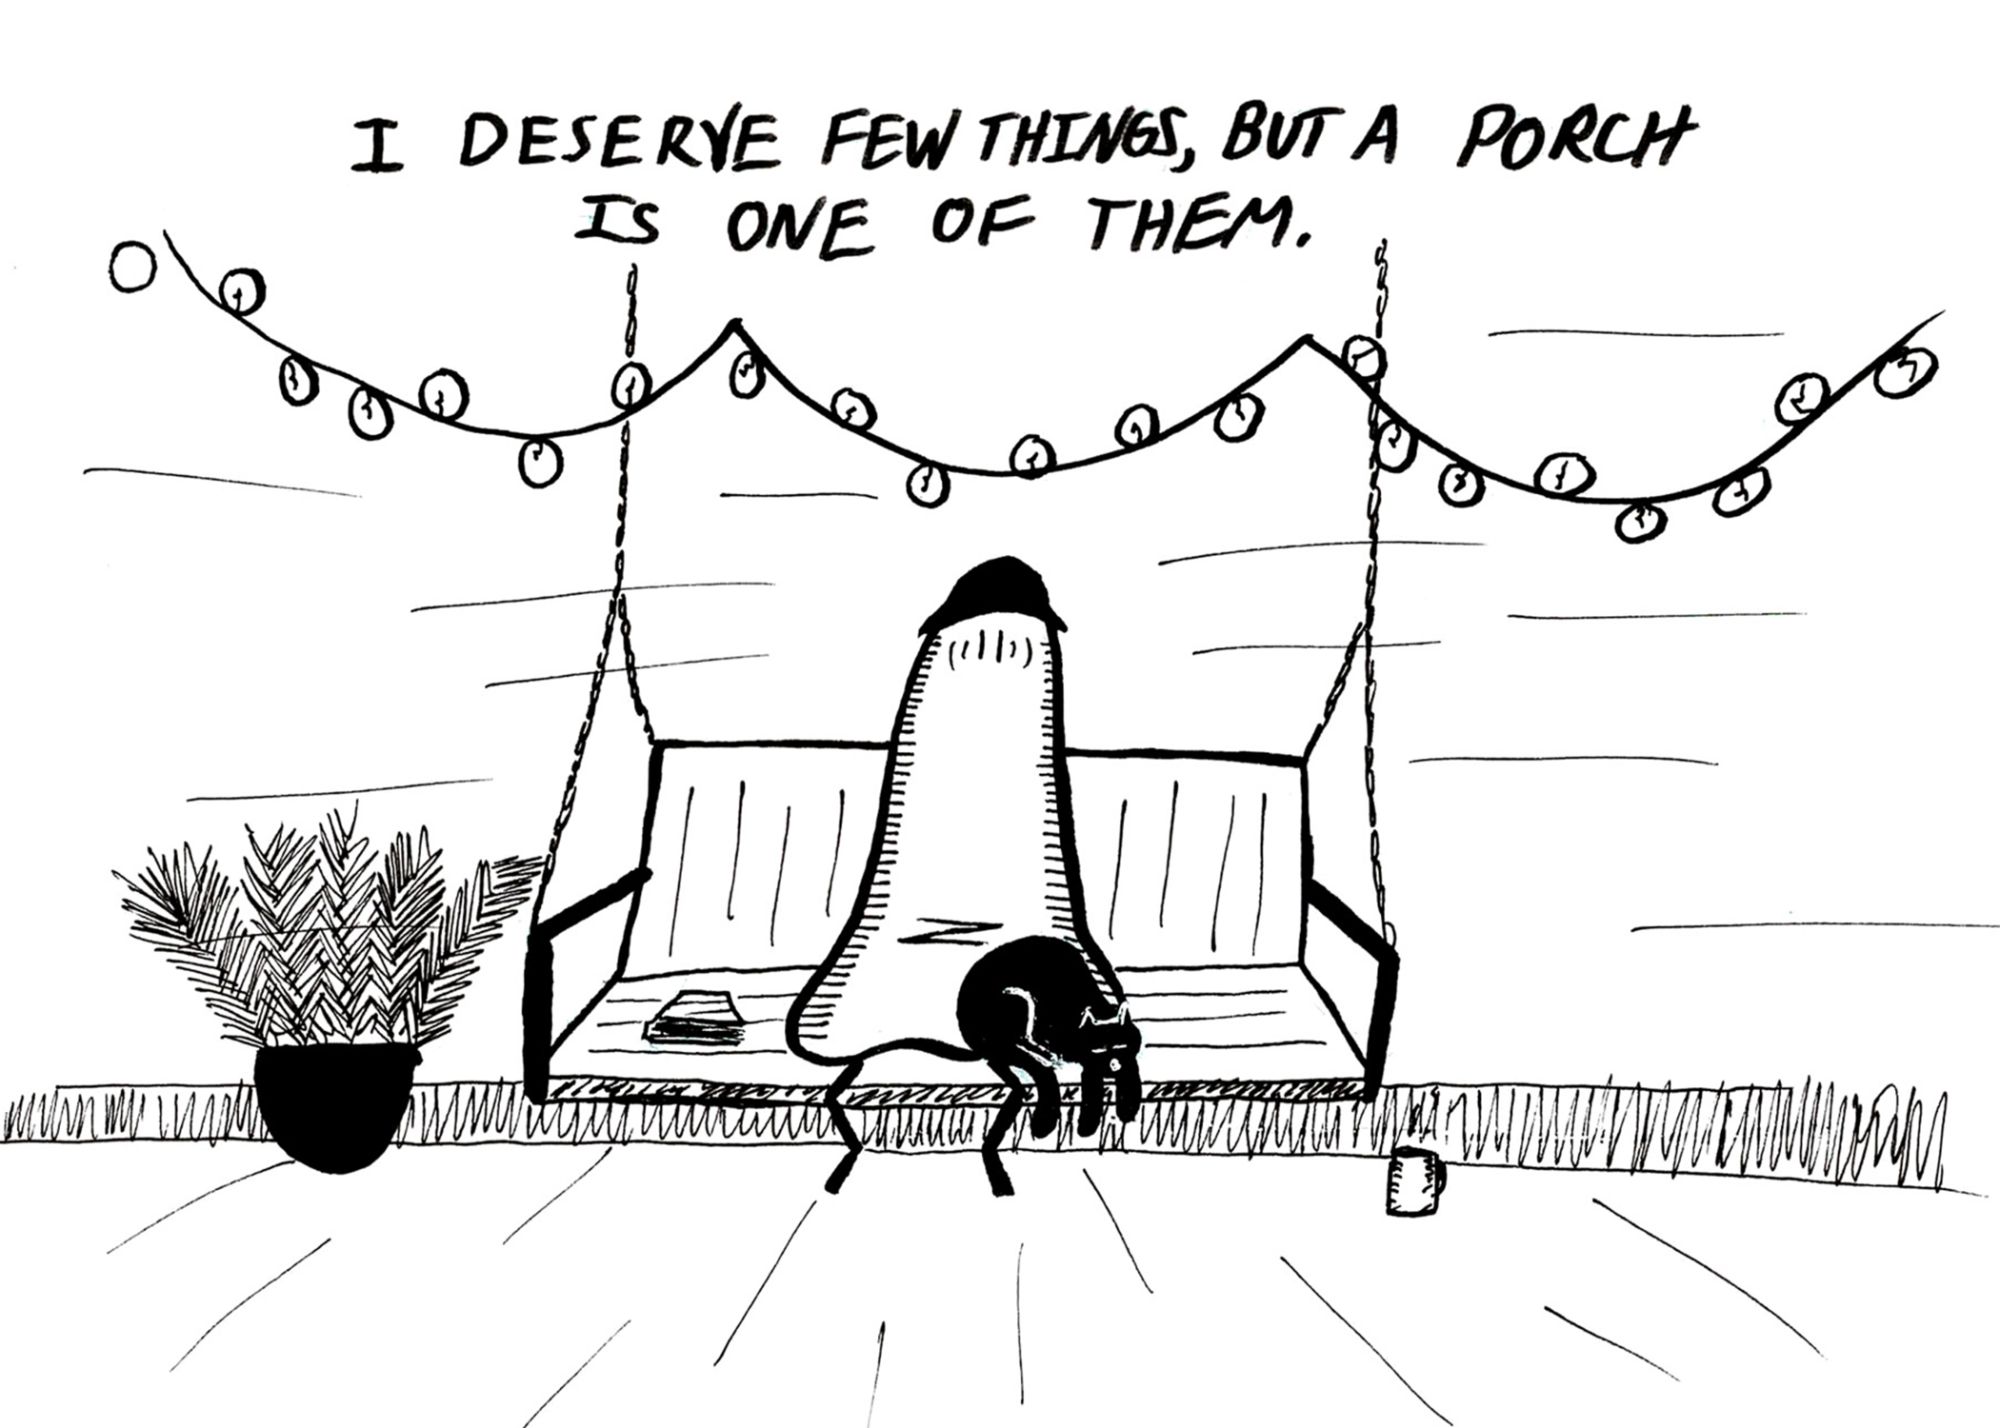 I DESERVE FEW THINGS, BUT A PORCH
IS ONE OF THEM.